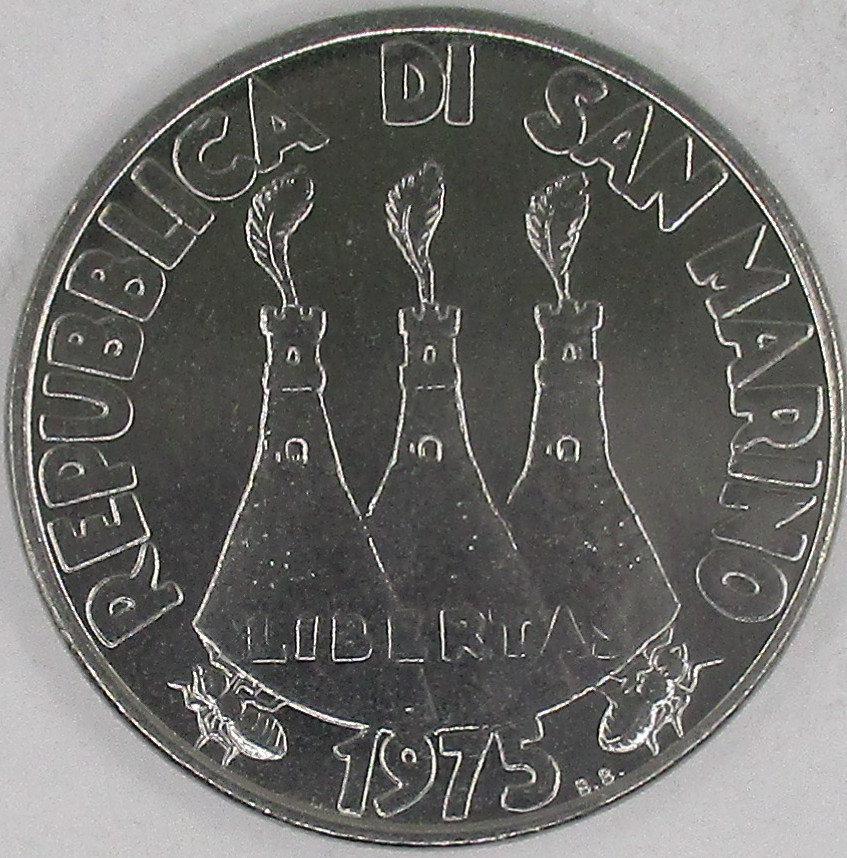 REPUBBLICA DI SAN MARINO
LIBERTAS
1975
B.B.